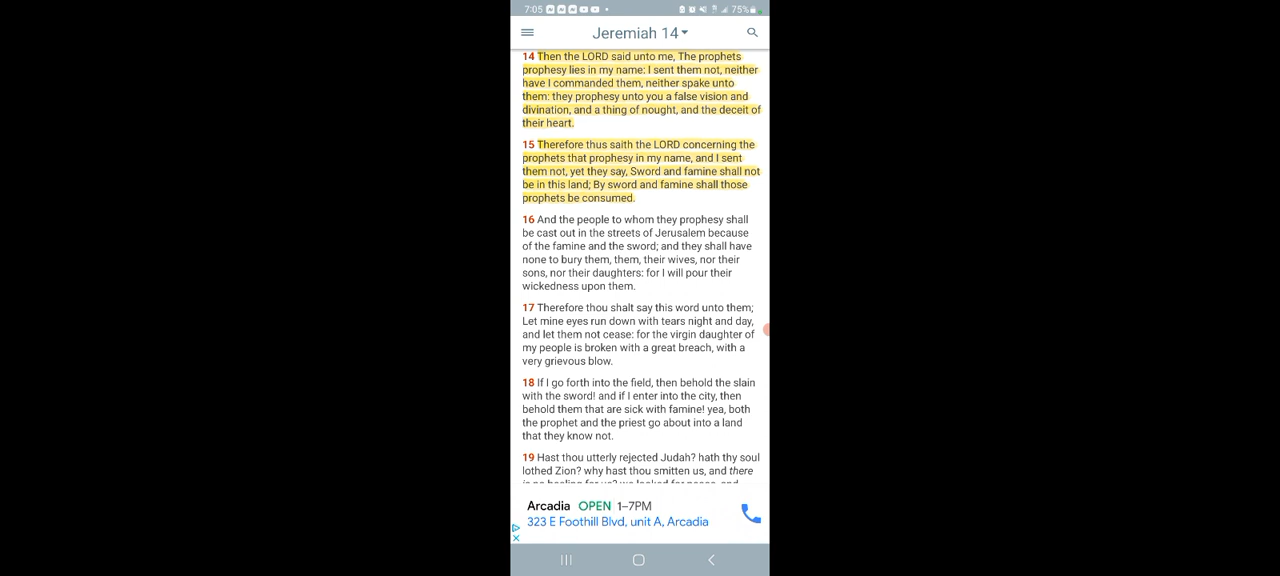 7:05 75%
Jeremiah 14
14 Then the LORD said unto me, The prophets
prophesy lies in my name: I sent them not, neither
have I commanded them, neither spake unto
them: they prophesy unto you a false vision and
divination, and a thing of nought, and the deceit of
their heart.
15 Therefore thus saith the LORD concerning the
prophets that prophesy in my name, and I sent
them not, yet they say, Sword and famine shall not
be in this land; By sword and famine shall those
prophets be consumed.
16 And the people to whom they prophesy shall
be cast out in the streets of Jerusalem because
of the famine and the sword; and they shall have
none to bury them, them, their wives, nor their
sons, nor their daughters: for I will pour their
wickedness upon them.
17 Therefore thou shalt say this word unto them;
Let mine eyes run down with tears night and day,
and let them not cease: for the virgin daughter of
my people is broken with a great breach, with a
very grievous blow.
18 If I go forth into the field, then behold the slain
with the sword! and if I enter into the city, then
behold them that are sick with famine! yea, both
the prophet and the priest go about into a land
that they know not.
19 Hast thou utterly rejected Judah? hath thy soul
lothed Zion? why hast thou smitten us, and there
is no healing for us? we looked for peace, and
Arcadia OPEN 1–7PM
323 E Foothill Blvd, unit A, Arcadia